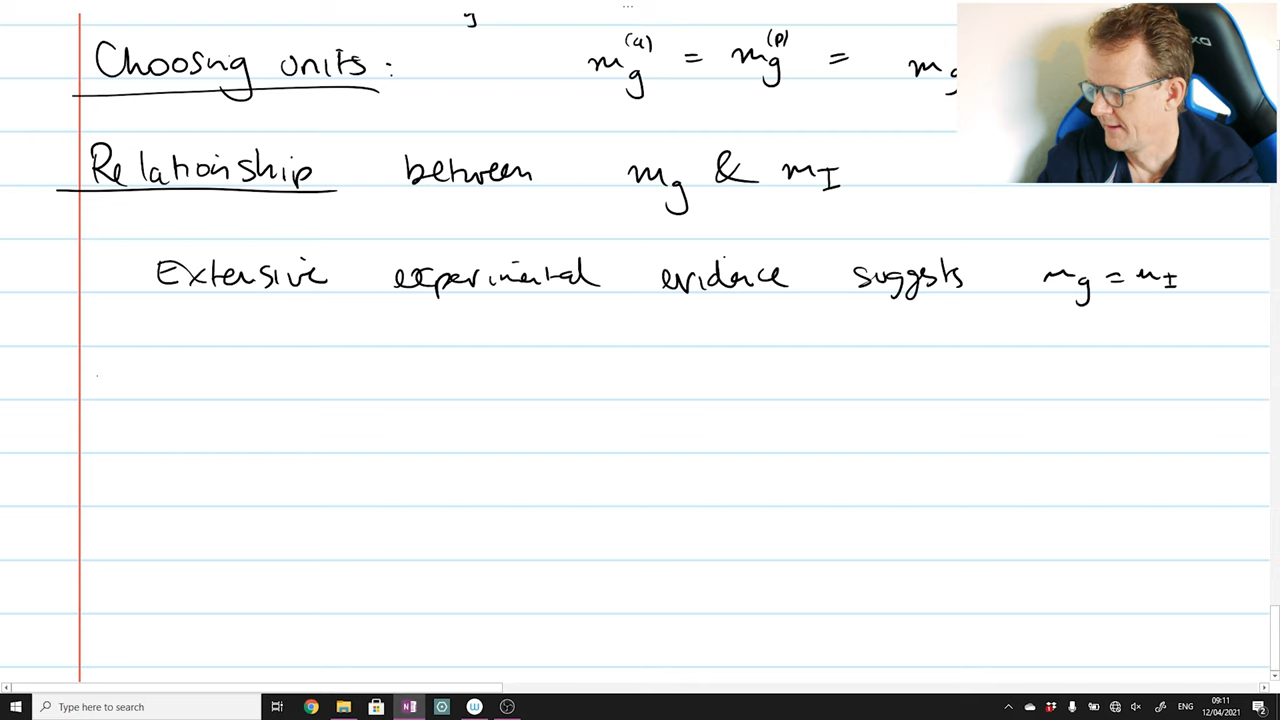 Choosing units: m_g^(a) = m_g^(p) = m_g
Relationship between m_g & m_I
Extensive experimental evidence suggests m_g = m_I
Type here to search
ENG
09:11
12/04/2021